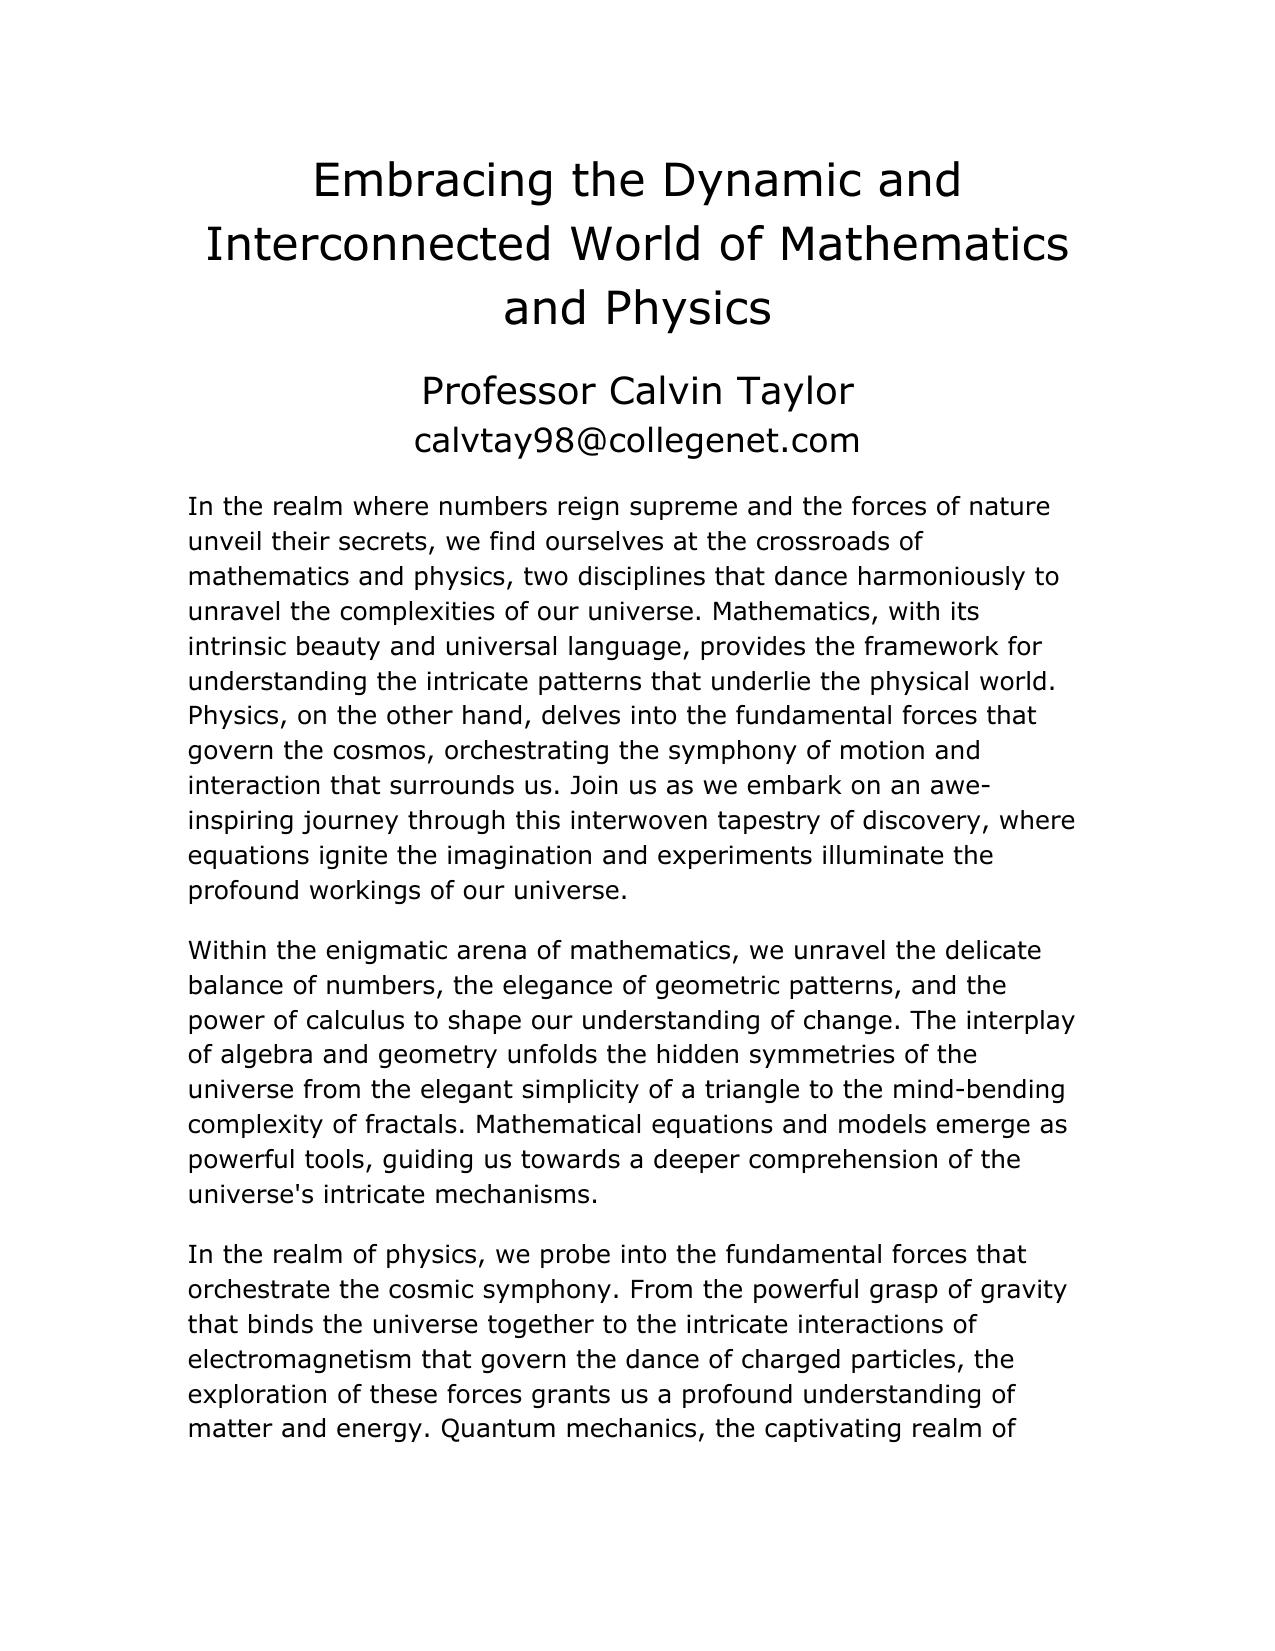 Embracing the Dynamic and
Interconnected World of Mathematics
and Physics
Professor Calvin Taylor
calvtay98@collegenet.com
In the realm where numbers reign supreme and the forces of nature
unveil their secrets, we find ourselves at the crossroads of
mathematics and physics, two disciplines that dance harmoniously to
unravel the complexities of our universe. Mathematics, with its
intrinsic beauty and universal language, provides the framework for
understanding the intricate patterns that underlie the physical world.
Physics, on the other hand, delves into the fundamental forces that
govern the cosmos, orchestrating the symphony of motion and
interaction that surrounds us. Join us as we embark on an awe-
inspiring journey through this interwoven tapestry of discovery, where
equations ignite the imagination and experiments illuminate the
profound workings of our universe.
Within the enigmatic arena of mathematics, we unravel the delicate
balance of numbers, the elegance of geometric patterns, and the
power of calculus to shape our understanding of change. The interplay
of algebra and geometry unfolds the hidden symmetries of the
universe from the elegant simplicity of a triangle to the mind-bending
complexity of fractals. Mathematical equations and models emerge as
powerful tools, guiding us towards a deeper comprehension of the
universe's intricate mechanisms.
In the realm of physics, we probe into the fundamental forces that
orchestrate the cosmic symphony. From the powerful grasp of gravity
that binds the universe together to the intricate interactions of
electromagnetism that govern the dance of charged particles, the
exploration of these forces grants us a profound understanding of
matter and energy. Quantum mechanics, the captivating realm of